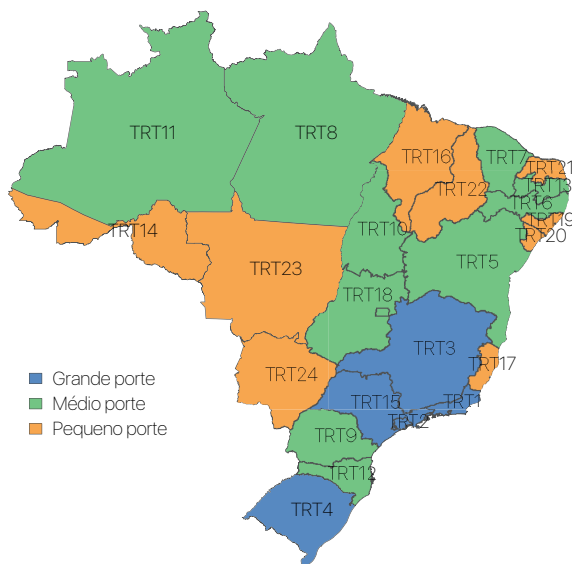 TRT11
TRT8
TRT16
TRT7
TRT21
TRT13
TRT16
TRT22
TRT19
TRT20
TRT14
TRT10
TRT5
TRT23
TRT18
TRT3
TRT17
TRT24
TRT15
TRT1
TRT2
TRT9
TRT12
TRT4
Grande porte
Médio porte
Pequeno porte